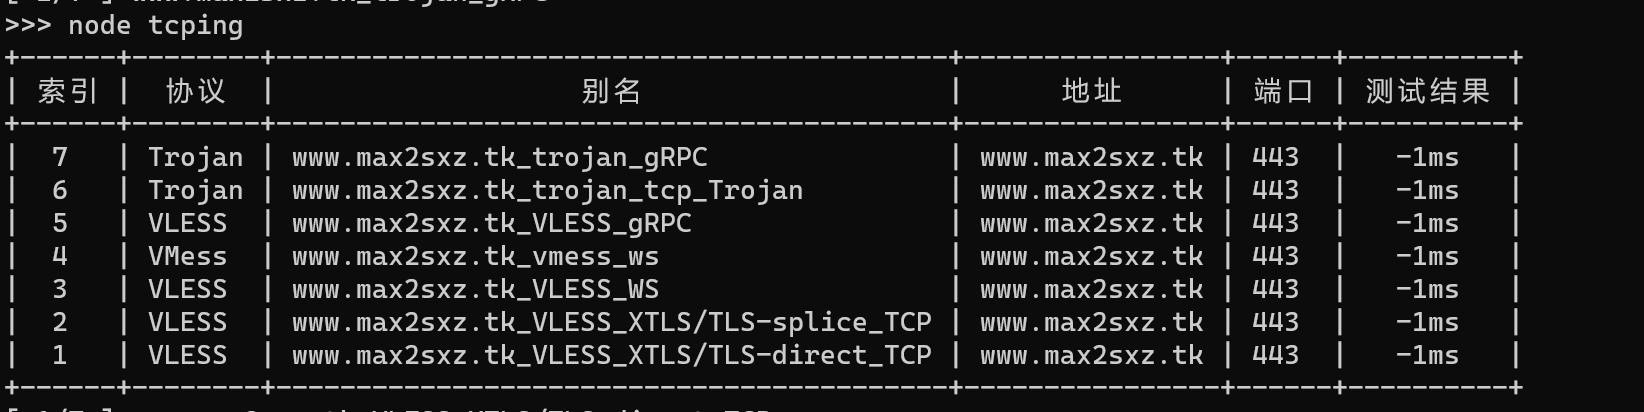 >>> node tcping
+------+--------+------------------------------------------+----------------+------+----------+
| 索引 | 协议 | 别名 | 地址 | 端口 | 测试结果 |
+------+--------+------------------------------------------+----------------+------+----------+
| 7 | Trojan | www.max2sxz.tk_trojan_gRPC | www.max2sxz.tk | 443 | -1ms |
| 6 | Trojan | www.max2sxz.tk_trojan_tcp_Trojan | www.max2sxz.tk | 443 | -1ms |
| 5 | VLESS | www.max2sxz.tk_VLESS_gRPC | www.max2sxz.tk | 443 | -1ms |
| 4 | VMess | www.max2sxz.tk_vmess_ws | www.max2sxz.tk | 443 | -1ms |
| 3 | VLESS | www.max2sxz.tk_VLESS_WS | www.max2sxz.tk | 443 | -1ms |
| 2 | VLESS | www.max2sxz.tk_VLESS_XTLS/TLS-splice_TCP | www.max2sxz.tk | 443 | -1ms |
| 1 | VLESS | www.max2sxz.tk_VLESS_XTLS/TLS-direct_TCP | www.max2sxz.tk | 443 | -1ms |
+------+--------+------------------------------------------+----------------+------+----------+